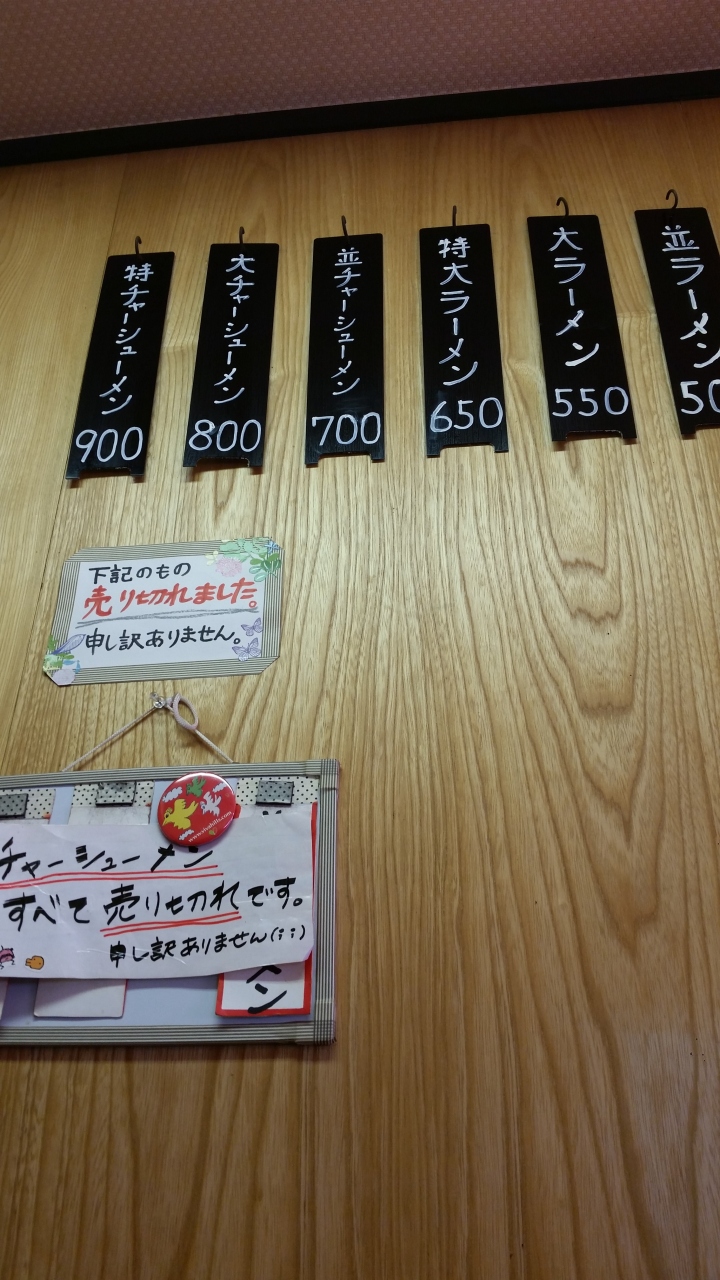 並ラーメン
50
大ラーメン
550
特大ラーメン
650
並チャーシューメン
700
大チャーシューメン
800
特チャーシューメン
900
下記のもの
売り切れました。
申し訳ありません。
チャーシューメン
すべて売り切れです。
申し訳ありません(;;)
メン